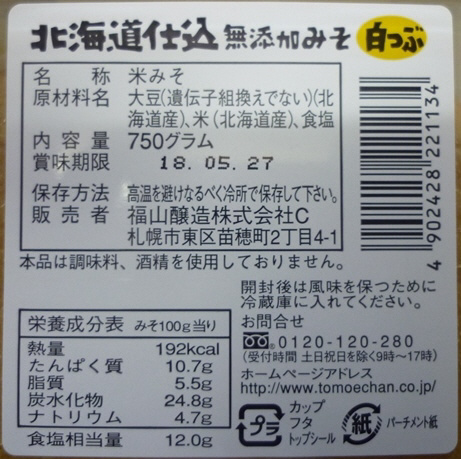 北海道仕込 無添加みそ 白つぶ
名称 米みそ
原材料名 大豆(遺伝子組換えでない)(北
海道産)、米(北海道産)、食塩
内容量 750グラム
賞味期限 18.05.27
保存方法 高温を避けなるべく冷所で保存して下さい。
販売者 福山醸造株式会社C
札幌市東区苗穂町2丁目4-1
4902428221134
本品は調味料、酒精を使用しておりません。
開封後は風味を保つために
冷蔵庫に入れてください。
お問合せ
0120-120-280
(受付時間 土日祝日を除く9時〜17時)
ホームページアドレス
http://www.tomoechan.co.jp/
栄養成分表 みそ100g当り
熱量 192kcal
たんぱく質 10.7g
脂質 5.5g
炭水化物 24.8g
ナトリウム 4.7g
食塩相当量 12.0g
プラ
カップ
フタ
トップシール
紙
パーチメント紙